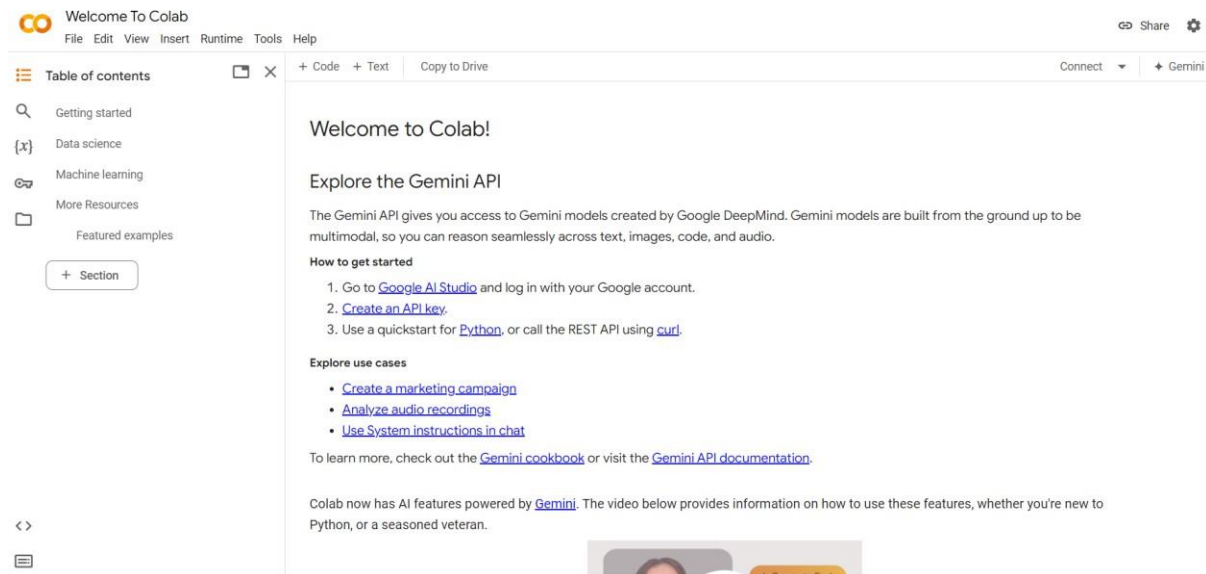 Welcome To Colab
File Edit View Insert Runtime Tools Help
Share
Table of contents
Getting started
Data science
Machine learning
More Resources
Featured examples
+ Section
+ Code + Text Copy to Drive
Connect Gemini
Welcome to Colab!
Explore the Gemini API
The Gemini API gives you access to Gemini models created by Google DeepMind. Gemini models are built from the ground up to be
multimodal, so you can reason seamlessly across text, images, code, and audio.
How to get started
1. Go to Google AI Studio and log in with your Google account.
2. Create an API key.
3. Use a quickstart for Python, or call the REST API using curl.
Explore use cases
• Create a marketing campaign
• Analyze audio recordings
• Use System instructions in chat
To learn more, check out the Gemini cookbook or visit the Gemini API documentation.
Colab now has AI features powered by Gemini. The video below provides information on how to use these features, whether you're new to
Python, or a seasoned veteran.